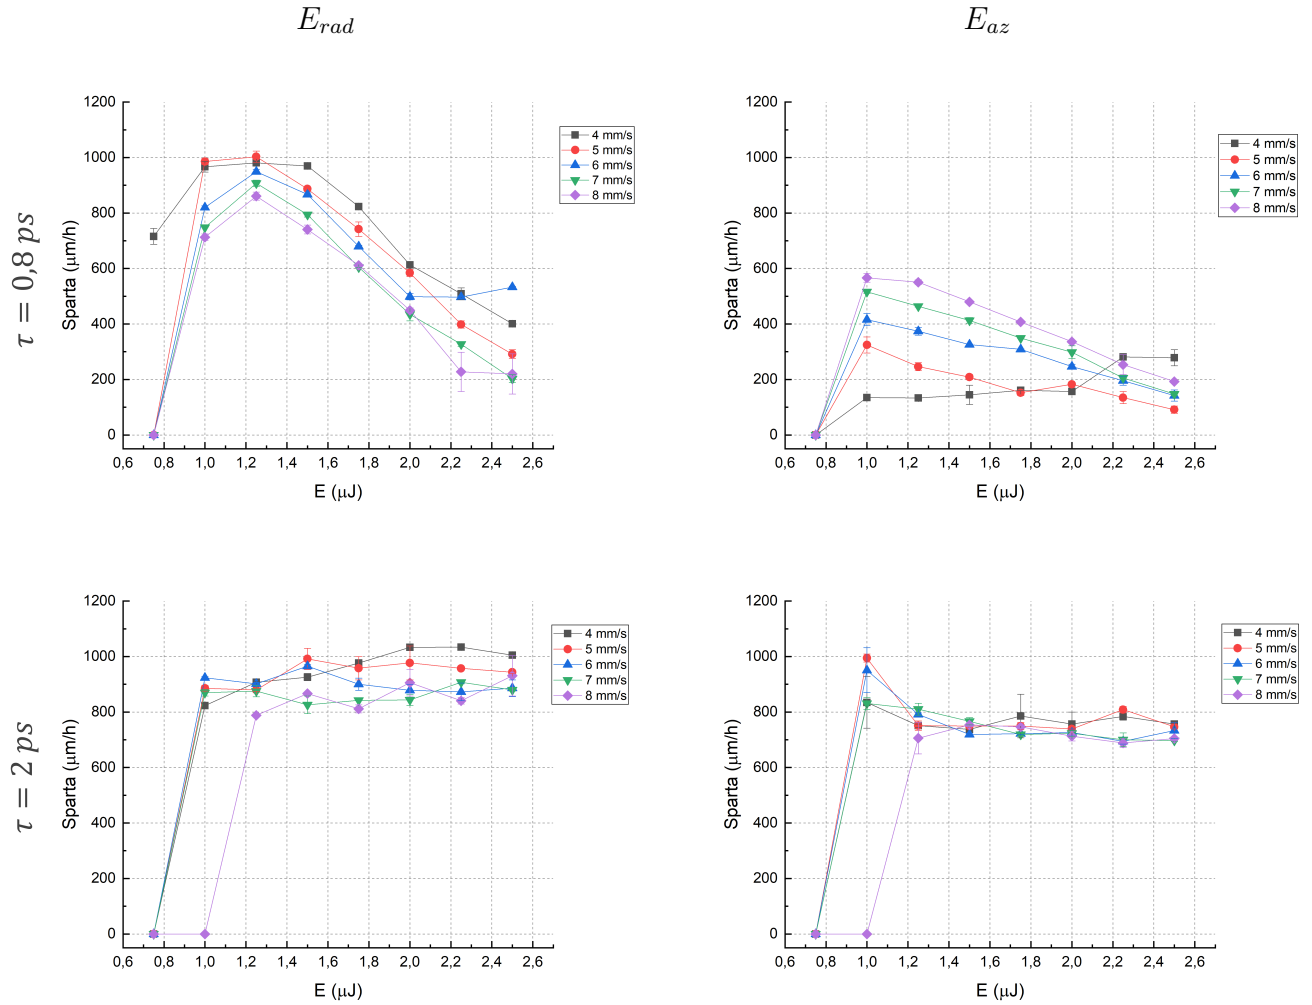 E_rad
E_az
τ = 0,8 ps
Sparta (μm/h)
1200
1000
800
600
400
200
0
0,6 0,8 1,0 1,2 1,4 1,6 1,8 2,0 2,2 2,4 2,6
E (μJ)
4 mm/s
5 mm/s
6 mm/s
7 mm/s
8 mm/s
Sparta (μm/h)
1200
1000
800
600
400
200
0
0,6 0,8 1,0 1,2 1,4 1,6 1,8 2,0 2,2 2,4 2,6
E (μJ)
4 mm/s
5 mm/s
6 mm/s
7 mm/s
8 mm/s
τ = 2 ps
Sparta (μm/h)
1200
1000
800
600
400
200
0
0,6 0,8 1,0 1,2 1,4 1,6 1,8 2,0 2,2 2,4 2,6
E (μJ)
4 mm/s
5 mm/s
6 mm/s
7 mm/s
8 mm/s
Sparta (μm/h)
1200
1000
800
600
400
200
0
0,6 0,8 1,0 1,2 1,4 1,6 1,8 2,0 2,2 2,4 2,6
E (μJ)
4 mm/s
5 mm/s
6 mm/s
7 mm/s
8 mm/s